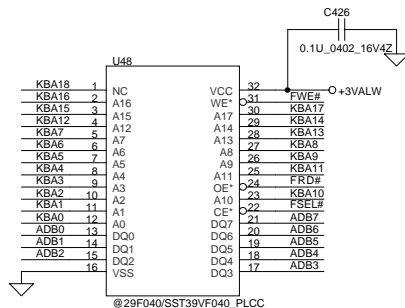 C426
0.1U_0402_16V4Z
U48
+3VALW
KBA18 1 NC VCC 32
KBA16 2 A16 WE* 31 FWE#
KBA15 3 A15 A17 30 KBA17
KBA12 4 A12 A14 29 KBA14
KBA7 5 A7 A13 28 KBA13
KBA6 6 A6 A8 27 KBA8
KBA5 7 A5 A9 26 KBA9
KBA4 8 A4 A11 25 KBA11
KBA3 9 A3 OE* 24 FRD#
KBA2 10 A2 A10 23 KBA10
KBA1 11 A1 CE* 22 FSEL#
KBA0 12 A0 DQ7 21 ADB7
ADB0 13 DQ0 DQ6 20 ADB6
ADB1 14 DQ1 DQ5 19 ADB5
ADB2 15 DQ2 DQ4 18 ADB4
16 VSS DQ3 17 ADB3
@29F040/SST39VF040_PLCC